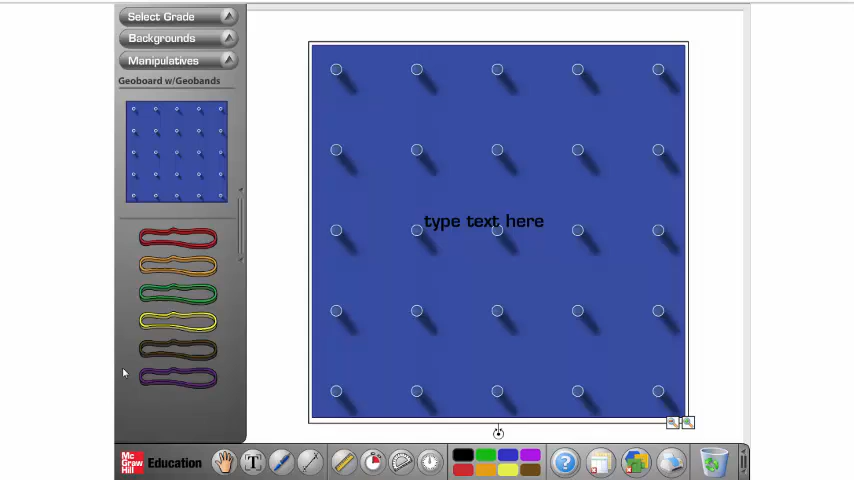 Select Grade
Backgrounds
Manipulatives
Geoboard w/Geobands
type text here
Mc
Graw
Hill
Education
T
?